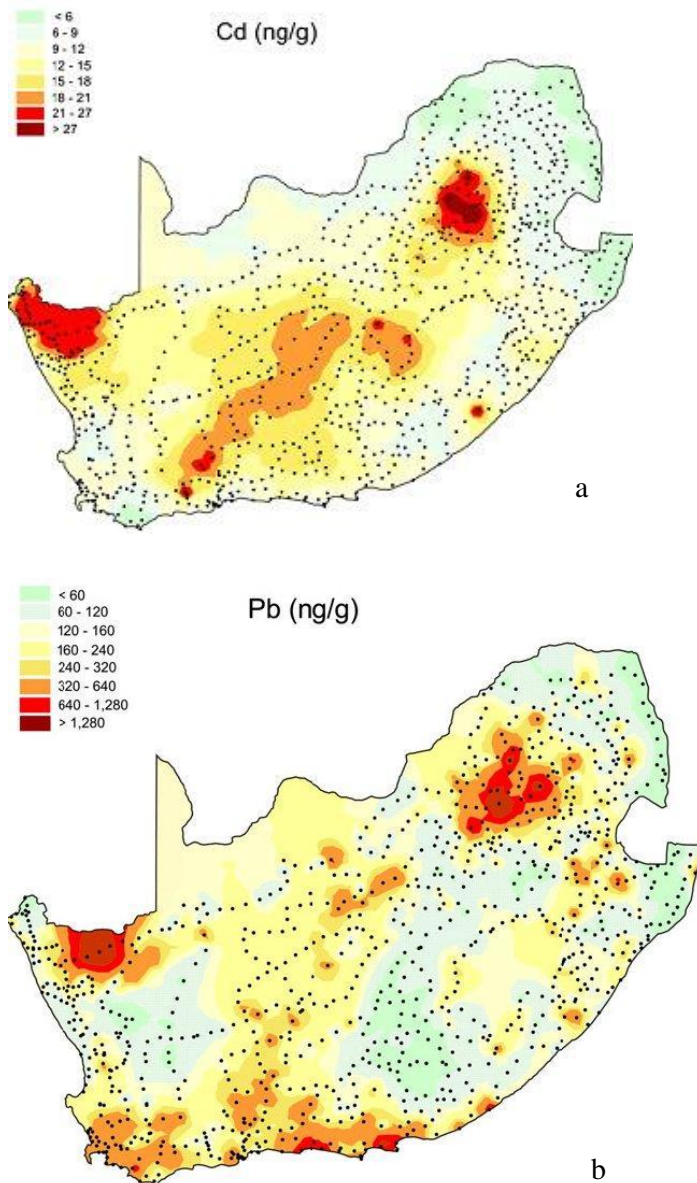 Cd (ng/g)
< 6
6 - 9
9 - 12
12 - 15
15 - 18
18 - 21
21 - 27
> 27
a
Pb (ng/g)
< 60
60 - 120
120 - 160
160 - 240
240 - 320
320 - 640
640 - 1,280
> 1,280
b